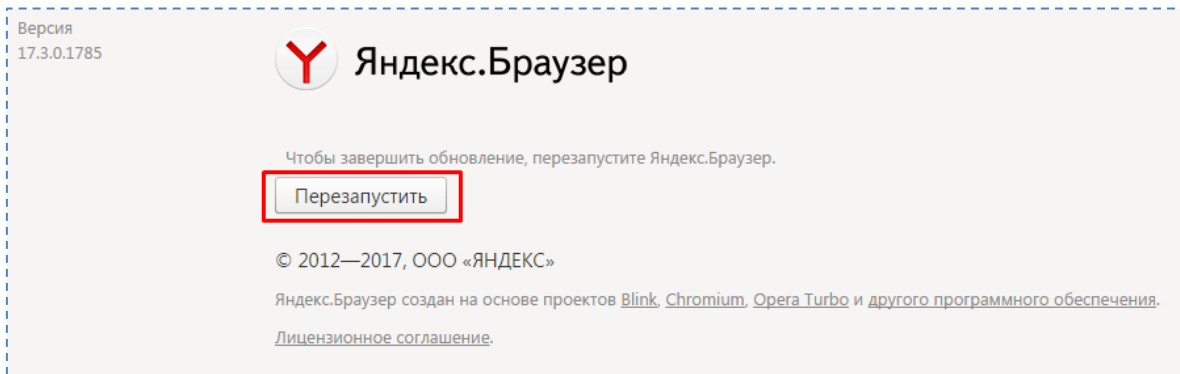 Версия
17.3.0.1785
Яндекс.Браузер
Чтобы завершить обновление, перезапустите Яндекс.Браузер.
Перезапустить
© 2012—2017, ООО «ЯНДЕКС»
Яндекс.Браузер создан на основе проектов Blink, Chromium, Opera Turbo и другого программного обеспечения.
Лицензионное соглашение.